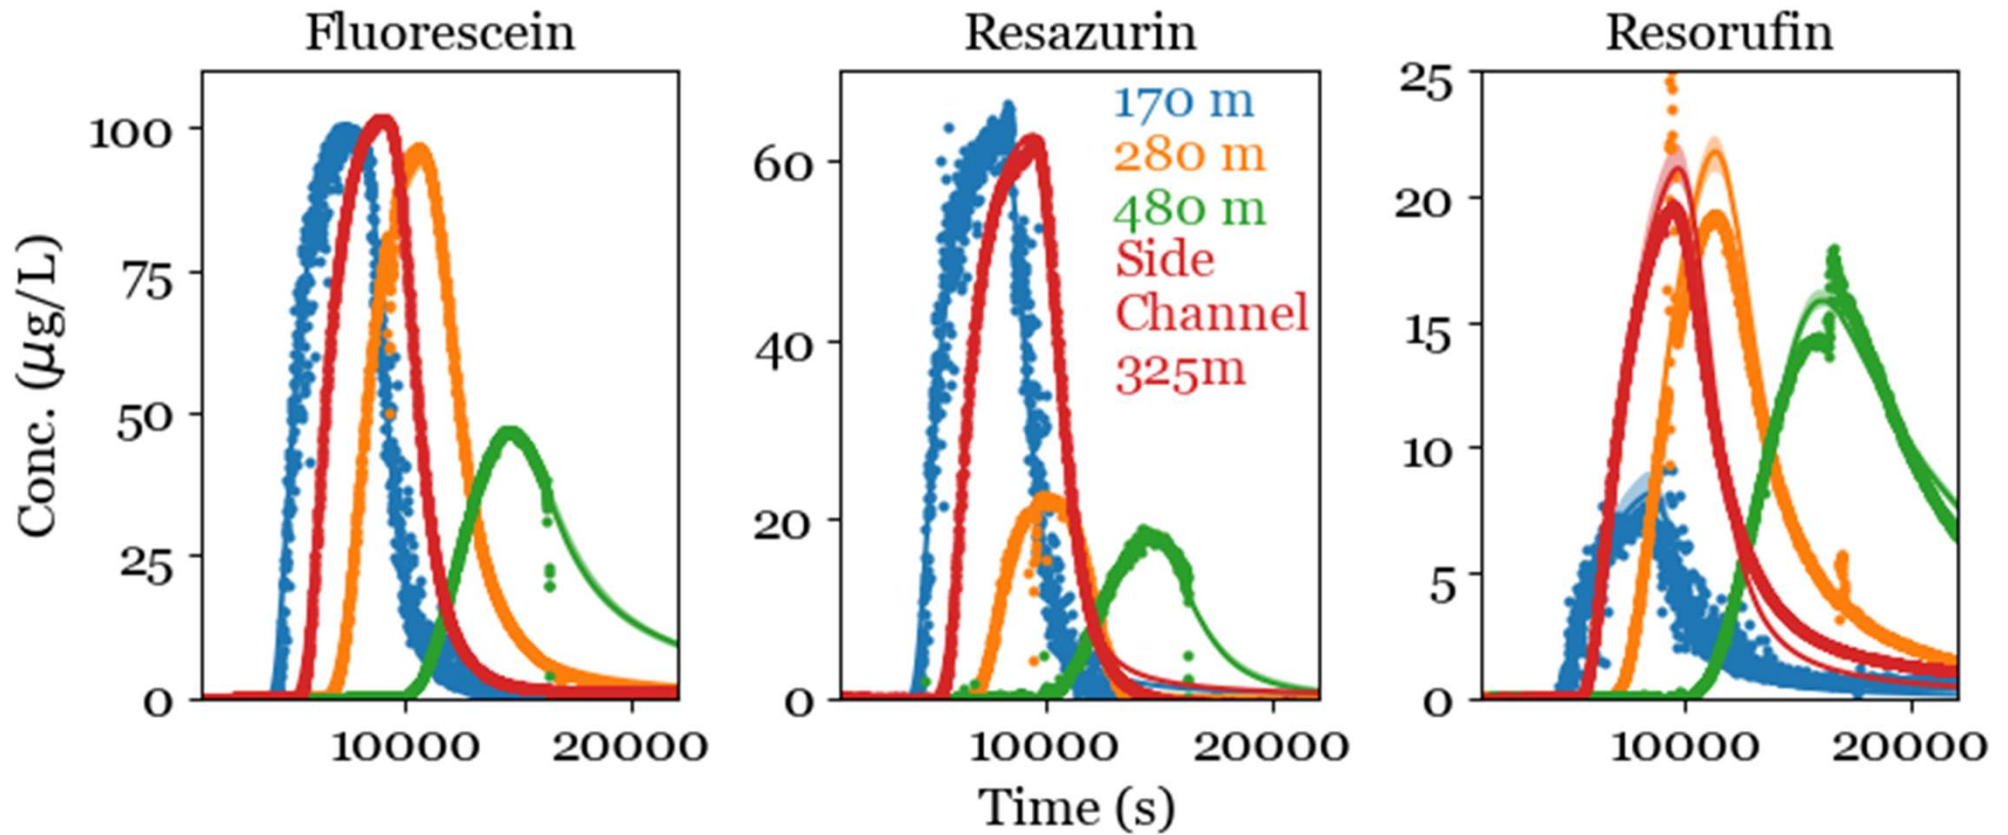 Fluorescein
Resazurin
Resorufin
Conc. (µg/L)
100
75
50
25
0
10000
20000
60
40
20
0
10000
20000
170 m
280 m
480 m
Side
Channel
325m
25
20
15
10
5
0
10000
20000
Time (s)